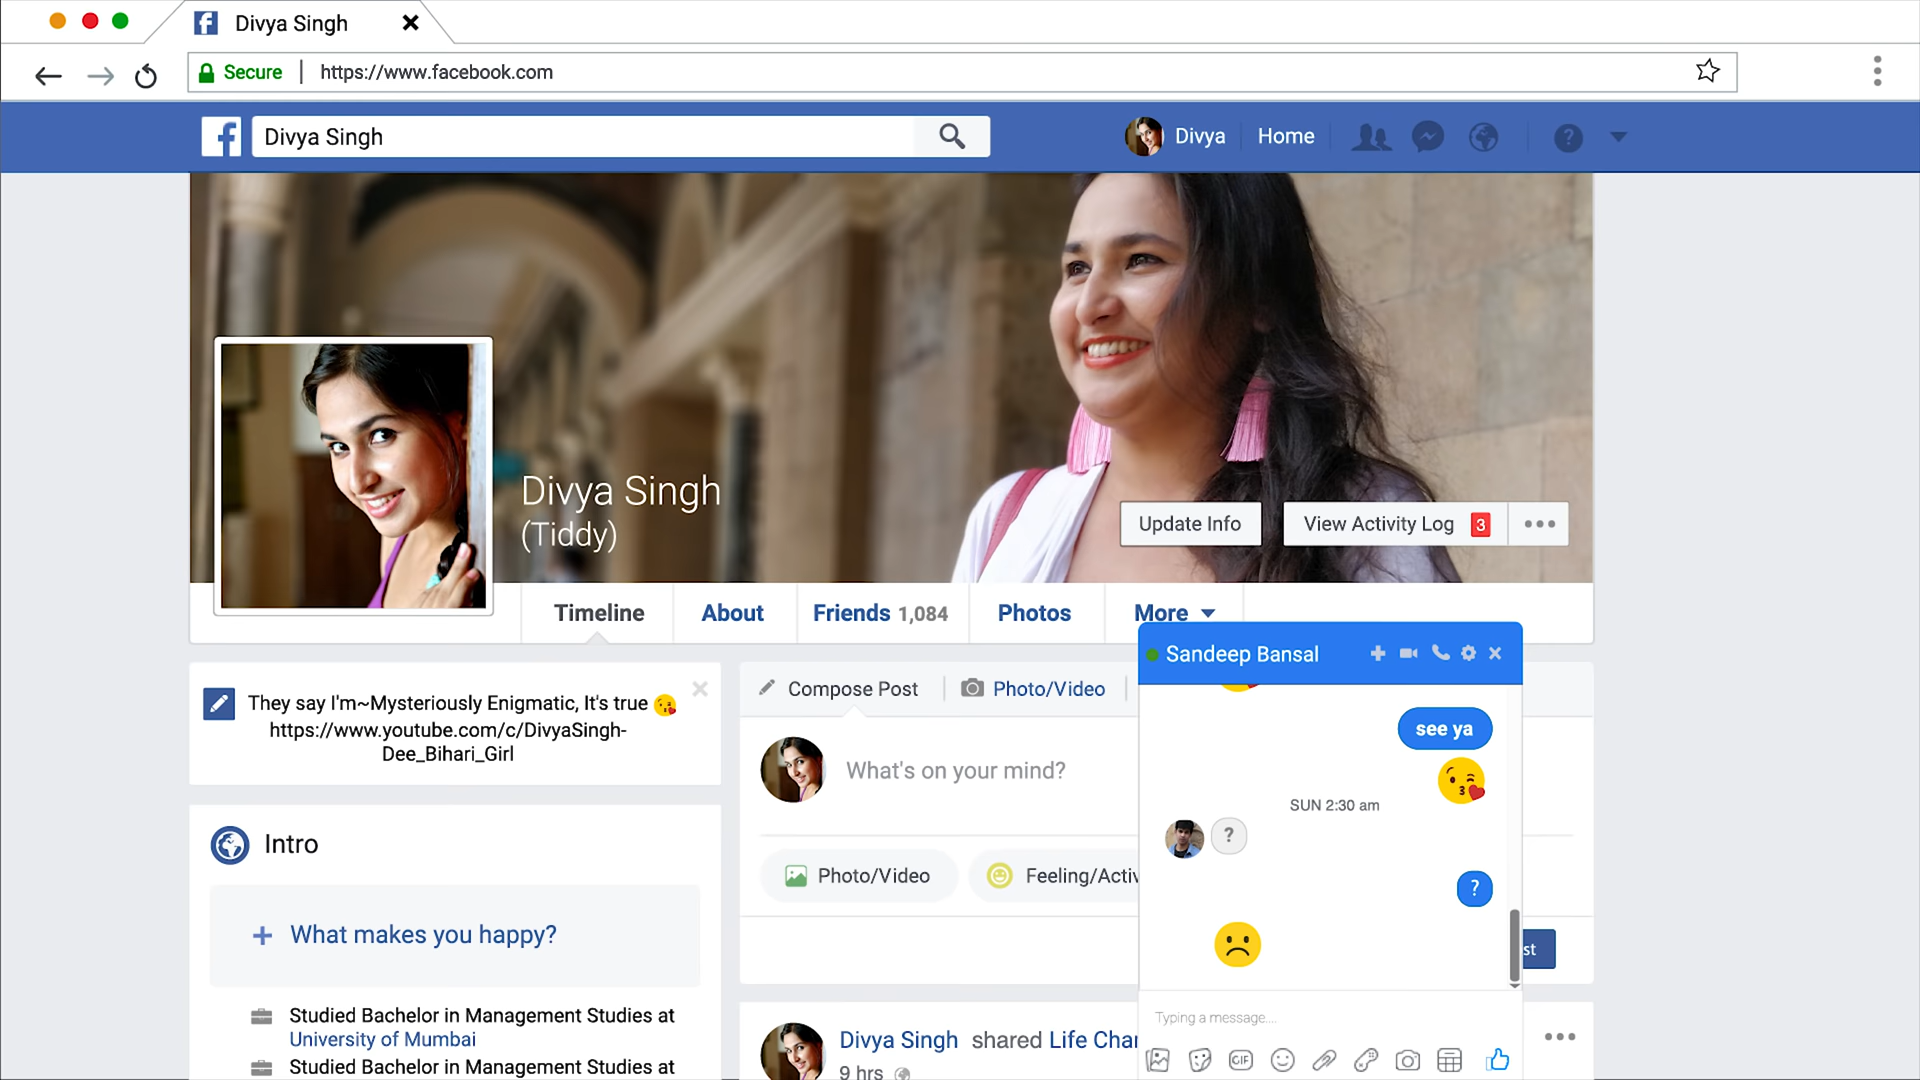 Divya Singh
Secure | https://www.facebook.com
Divya Singh
Divya
Home
Divya Singh
(Tiddy)
Update Info
View Activity Log 3
Timeline
About
Friends 1,084
Photos
More
They say I'm~Mysteriously Enigmatic, It's true
https://www.youtube.com/c/DivyaSingh-
Dee_Bihari_Girl
Intro
What makes you happy?
Studied Bachelor in Management Studies at
University of Mumbai
Studied Bachelor in Management Studies at
Compose Post
Photo/Video
What's on your mind?
Photo/Video
Feeling/Activ
st
Divya Singh shared Life Char
9 hrs
Sandeep Bansal
see ya
SUN 2:30 am
?
?
Typing a message....
GIF